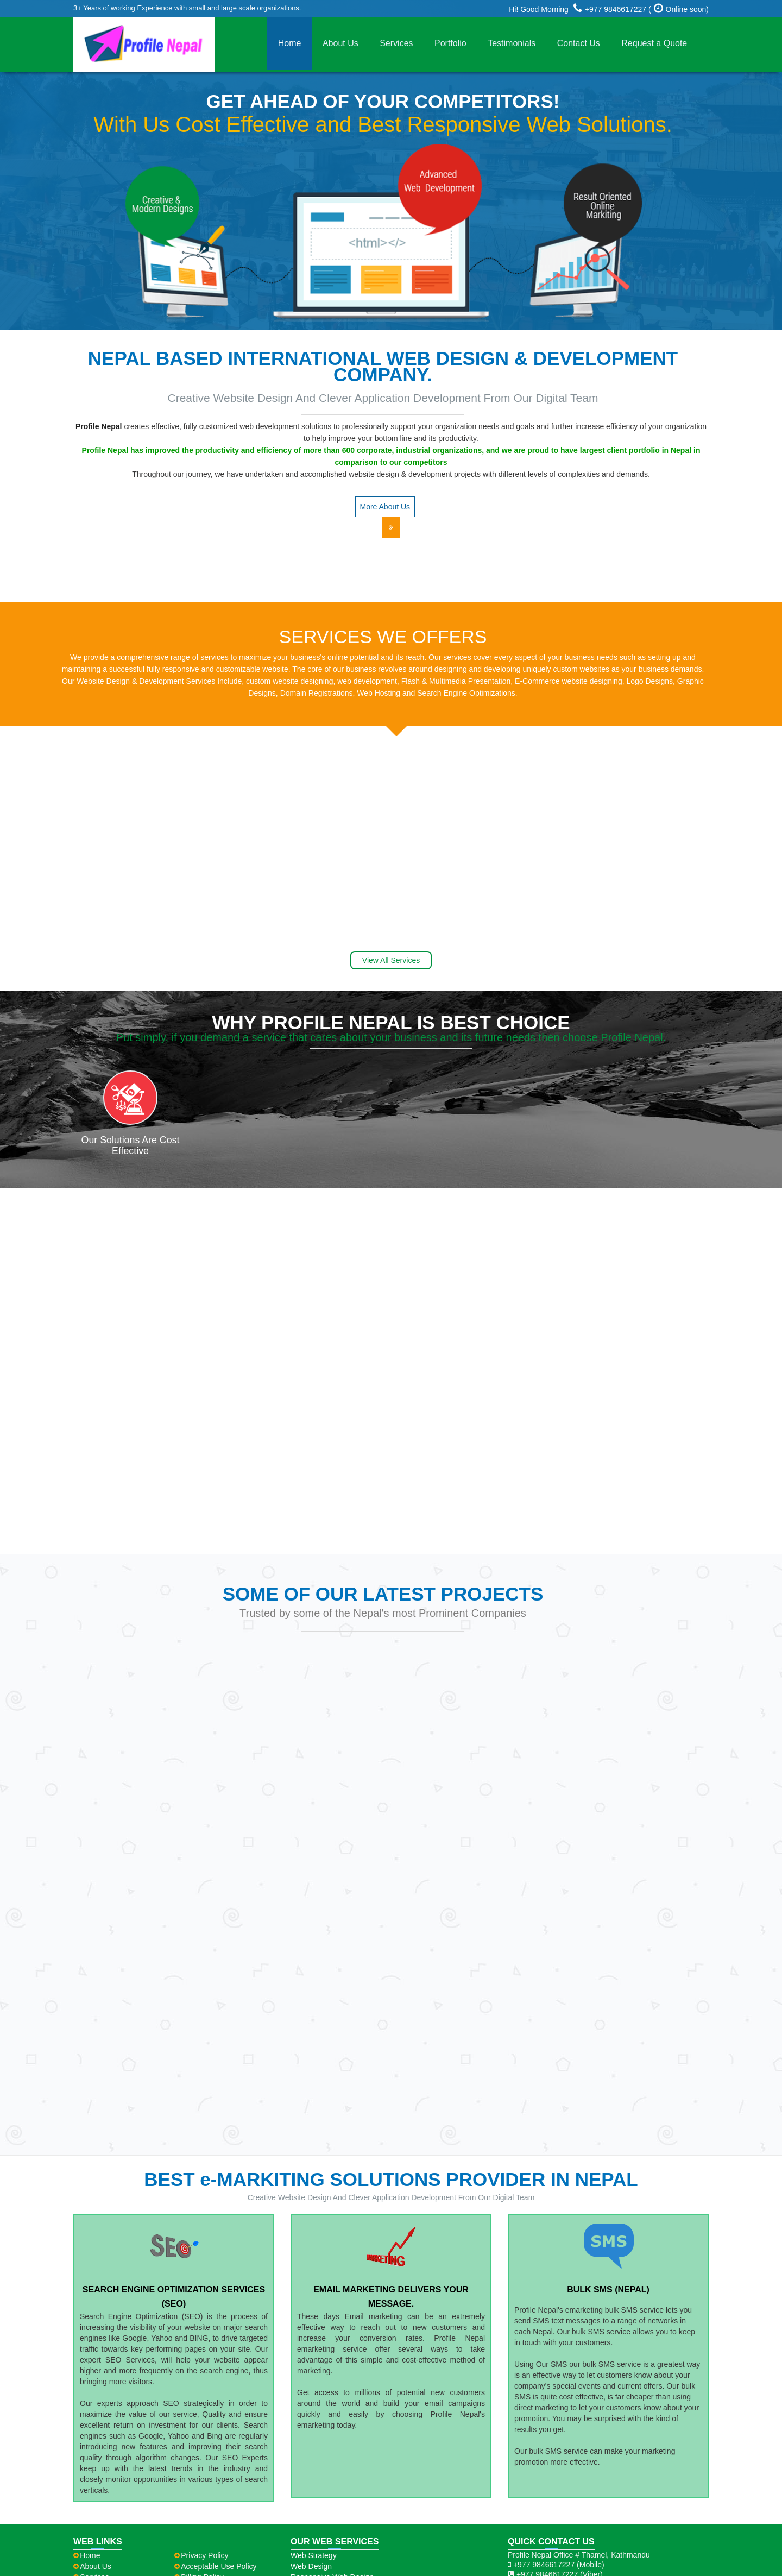 3+ Years of working Experience with small and large scale organizations.
Hi! Good Morning +977 9846617227 ( Online soon)
Profile Nepal
Home About Us Services Portfolio Testimonials Contact Us Request a Quote
GET AHEAD OF YOUR COMPETITORS!
With Us Cost Effective and Best Responsive Web Solutions.
Creative &
Modern Designs
Advanced
Web Development
Result Oriented
Online
Markiting
<html></>
NEPAL BASED INTERNATIONAL WEB DESIGN & DEVELOPMENT
COMPANY.
Creative Website Design And Clever Application Development From Our Digital Team
Profile Nepal creates effective, fully customized web development solutions to professionally support your organization needs and goals and further increase efficiency of your organization
to help improve your bottom line and its productivity.
Profile Nepal has improved the productivity and efficiency of more than 600 corporate, industrial organizations, and we are proud to have largest client portfolio in Nepal in
comparison to our competitors
Throughout our journey, we have undertaken and accomplished website design & development projects with different levels of complexities and demands.
More About Us
»
SERVICES WE OFFERS
We provide a comprehensive range of services to maximize your business's online potential and its reach. Our services cover every aspect of your business needs such as setting up and
maintaining a successful fully responsive and customizable website. The core of our business revolves around designing and developing uniquely custom websites as your business demands.
Our Website Design & Development Services Include, custom website designing, web development, Flash & Multimedia Presentation, E-Commerce website designing, Logo Designs, Graphic
Designs, Domain Registrations, Web Hosting and Search Engine Optimizations.
View All Services
WHY PROFILE NEPAL IS BEST CHOICE
Put simply, if you demand a service that cares about your business and its future needs then choose Profile Nepal.
Our Solutions Are Cost
Effective
SOME OF OUR LATEST PROJECTS
Trusted by some of the Nepal's most Prominent Companies
BEST e-MARKITING SOLUTIONS PROVIDER IN NEPAL
Creative Website Design And Clever Application Development From Our Digital Team
SEO
SEARCH ENGINE OPTIMIZATION SERVICES
(SEO)
Search Engine Optimization (SEO) is the process of
increasing the visibility of your website on major search
engines like Google, Yahoo and BING, to drive targeted
traffic towards key performing pages on your site. Our
expert SEO Services, will help your website appear
higher and more frequently on the search engine, thus
bringing more visitors.
Our experts approach SEO strategically in order to
maximize the value of our service, Quality and ensure
excellent return on investment for our clients. Search
engines such as Google, Yahoo and Bing are regularly
introducing new features and improving their search
quality through algorithm changes. Our SEO Experts
keep up with the latest trends in the industry and
closely monitor opportunities in various types of search
verticals.
MARKETING
EMAIL MARKETING DELIVERS YOUR
MESSAGE.
These days Email marketing can be an extremely
effective way to reach out to new customers and
increase your conversion rates. Profile Nepal
emarketing service offer several ways to take
advantage of this simple and cost-effective method of
marketing.
Get access to millions of potential new customers
around the world and build your email campaigns
quickly and easily by choosing Profile Nepal's
emarketing today.
SMS
BULK SMS (NEPAL)
Profile Nepal's emarketing bulk SMS service lets you
send SMS text messages to a range of networks in
each Nepal. Our bulk SMS service allows you to keep
in touch with your customers.
Using Our SMS our bulk SMS service is a greatest way
is an effective way to let customers know about your
company's special events and current offers. Our bulk
SMS is quite cost effective, is far cheaper than using
direct marketing to let your customers know about your
promotion. You may be surprised with the kind of
results you get.
Our bulk SMS service can make your marketing
promotion more effective.
WEB LINKS
Home
About Us
Services
Privacy Policy
Acceptable Use Policy
Billing Policy
OUR WEB SERVICES
Web Strategy
Web Design
Responsive Web Design
QUICK CONTACT US
Profile Nepal Office # Thamel, Kathmandu
+977 9846617227 (Mobile)
+977 9846617227 (Viber)